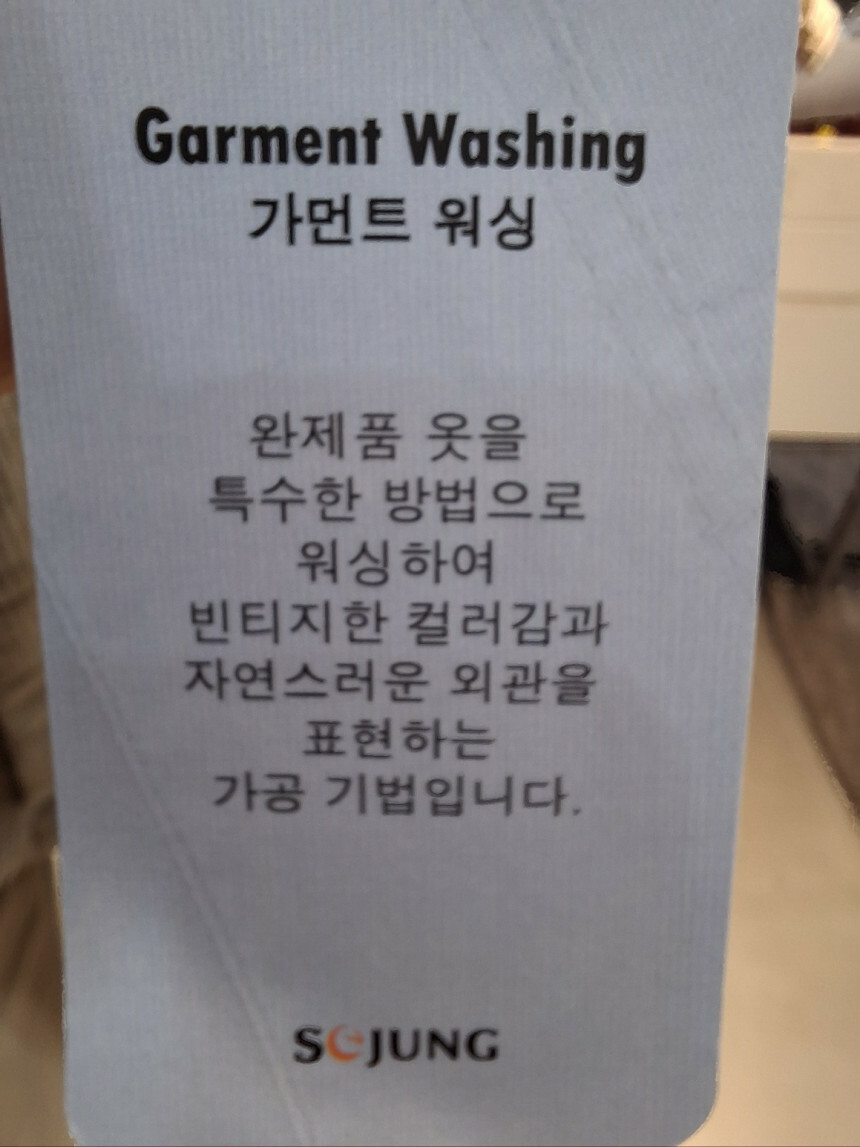 Garment Washing
가먼트 워싱
완제품 옷을
특수한 방법으로
워싱하여
빈티지한 컬러감과
자연스러운 외관을
표현하는
가공 기법입니다.
SEJUNG